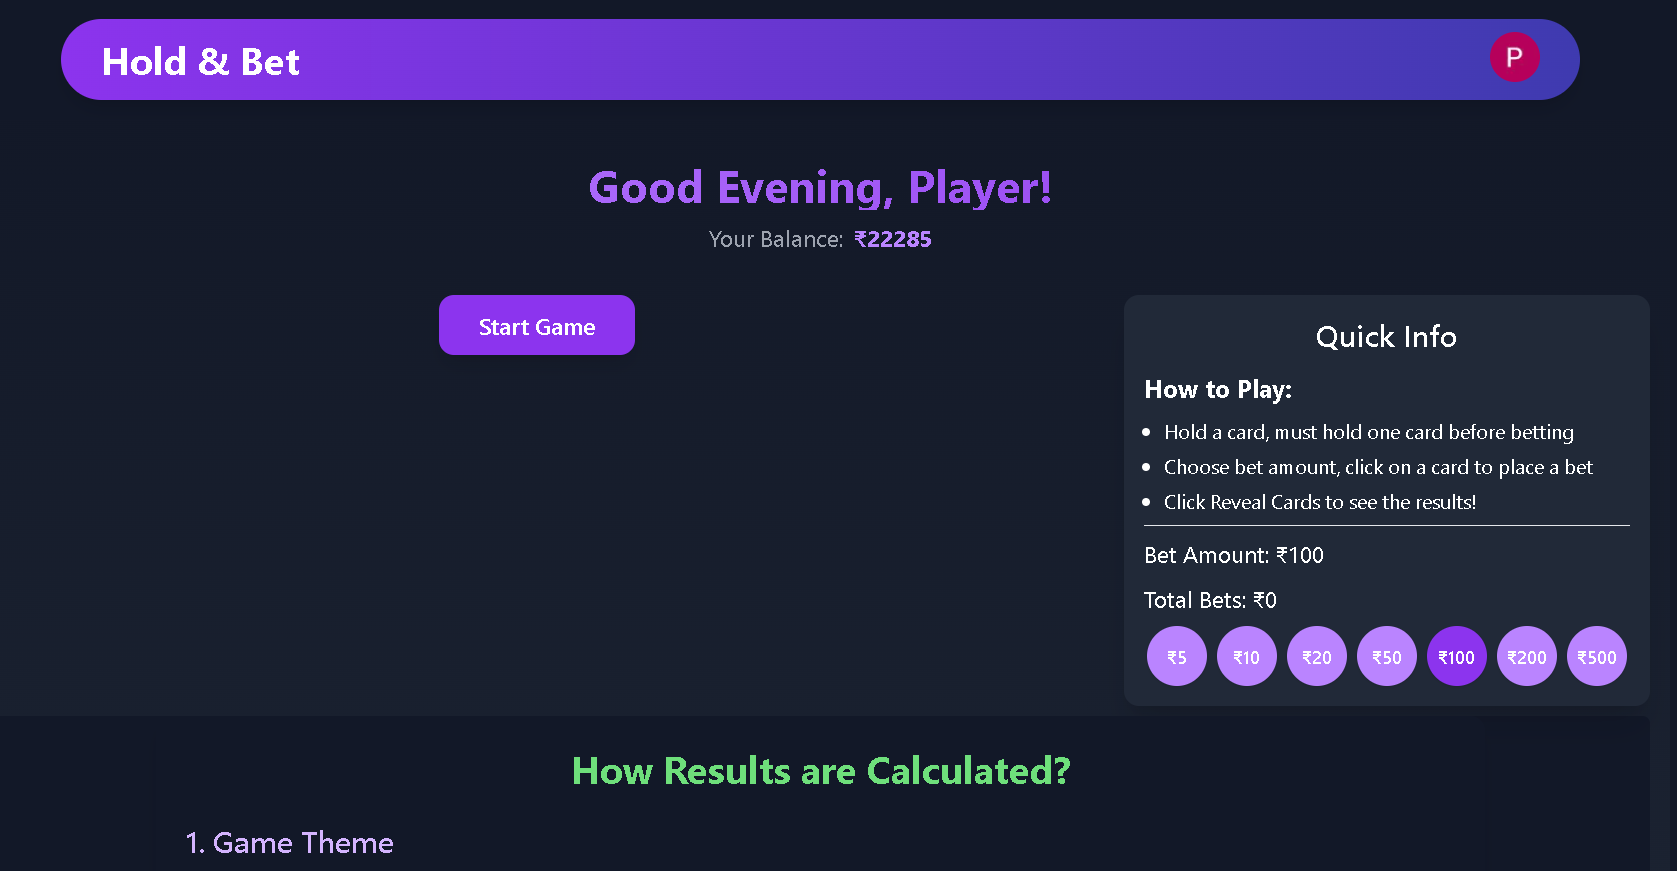 Hold & Bet
P
Good Evening, Player!
Your Balance: ₹22285
Start Game
Quick Info
How to Play:
Hold a card, must hold one card before betting
Choose bet amount, click on a card to place a bet
Click Reveal Cards to see the results!
Bet Amount: ₹100
Total Bets: ₹0
₹5 ₹10 ₹20 ₹50 ₹100 ₹200 ₹500
How Results are Calculated?
1. Game Theme